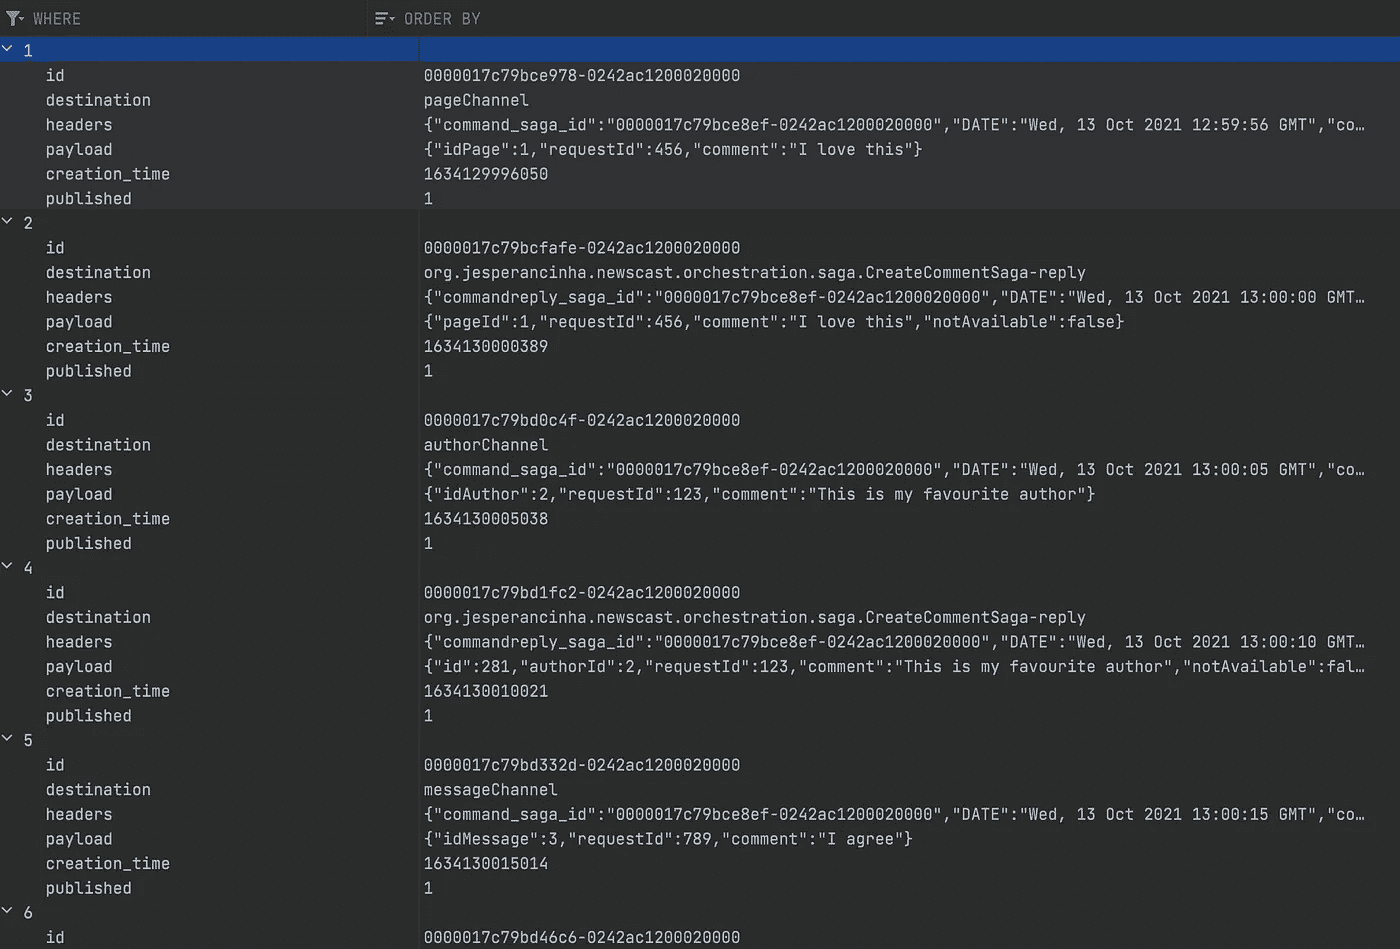 WHERE ORDER BY
1
id 0000017c79bce978-0242ac1200020000
destination pageChannel
headers {"command_saga_id":"0000017c79bce8ef-0242ac1200020000","DATE":"Wed, 13 Oct 2021 12:59:56 GMT","co…
payload {"idPage":1,"requestId":456,"comment":"I love this"}
creation_time 1634129996050
published 1
2
id 0000017c79bcfafe-0242ac1200020000
destination org.jesperancinha.newscast.orchestration.saga.CreateCommentSaga-reply
headers {"commandreply_saga_id":"0000017c79bce8ef-0242ac1200020000","DATE":"Wed, 13 Oct 2021 13:00:00 GMT…
payload {"pageId":1,"requestId":456,"comment":"I love this","notAvailable":false}
creation_time 1634130000389
published 1
3
id 0000017c79bd0c4f-0242ac1200020000
destination authorChannel
headers {"command_saga_id":"0000017c79bce8ef-0242ac1200020000","DATE":"Wed, 13 Oct 2021 13:00:05 GMT","co…
payload {"idAuthor":2,"requestId":123,"comment":"This is my favourite author"}
creation_time 1634130005038
published 1
4
id 0000017c79bd1fc2-0242ac1200020000
destination org.jesperancinha.newscast.orchestration.saga.CreateCommentSaga-reply
headers {"commandreply_saga_id":"0000017c79bce8ef-0242ac1200020000","DATE":"Wed, 13 Oct 2021 13:00:10 GMT…
payload {"id":281,"authorId":2,"requestId":123,"comment":"This is my favourite author","notAvailable":fal…
creation_time 1634130010021
published 1
5
id 0000017c79bd332d-0242ac1200020000
destination messageChannel
headers {"command_saga_id":"0000017c79bce8ef-0242ac1200020000","DATE":"Wed, 13 Oct 2021 13:00:15 GMT","co…
payload {"idMessage":3,"requestId":789,"comment":"I agree"}
creation_time 1634130015014
published 1
6
id 0000017c79bd46c6-0242ac1200020000